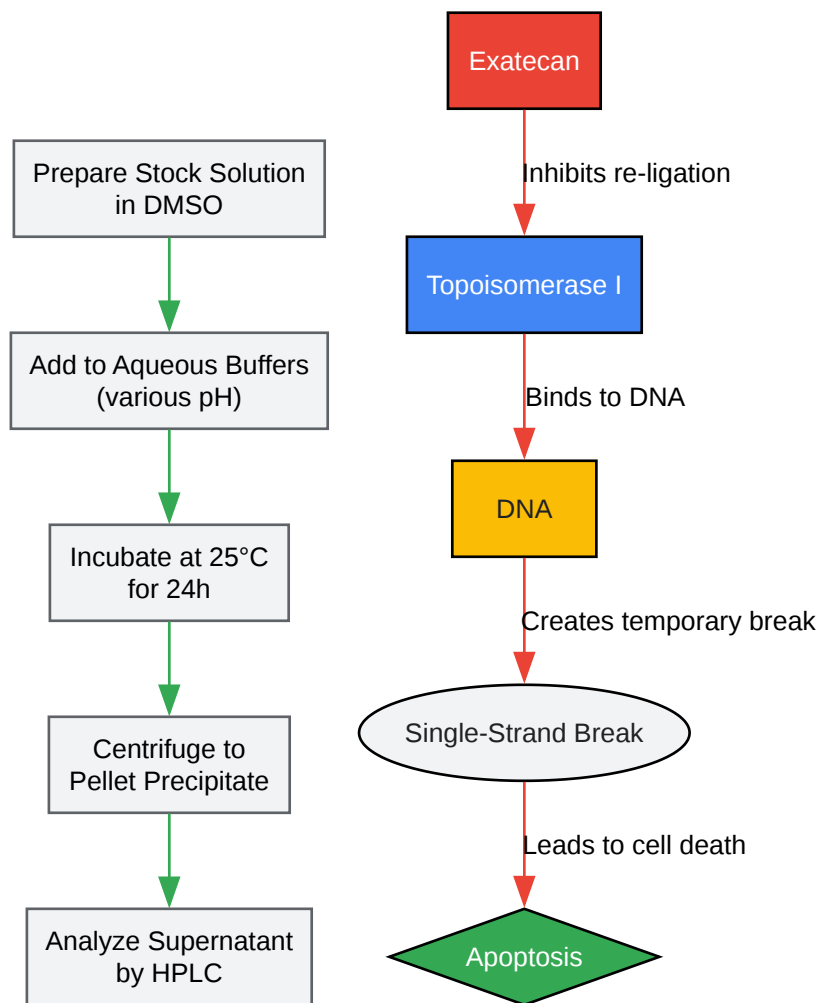 Prepare Stock Solution
in DMSO
Add to Aqueous Buffers
(various pH)
Incubate at 25°C
for 24h
Centrifuge to
Pellet Precipitate
Analyze Supernatant
by HPLC
Exatecan
Inhibits re-ligation
Topoisomerase I
Binds to DNA
DNA
Creates temporary break
Single-Strand Break
Leads to cell death
Apoptosis